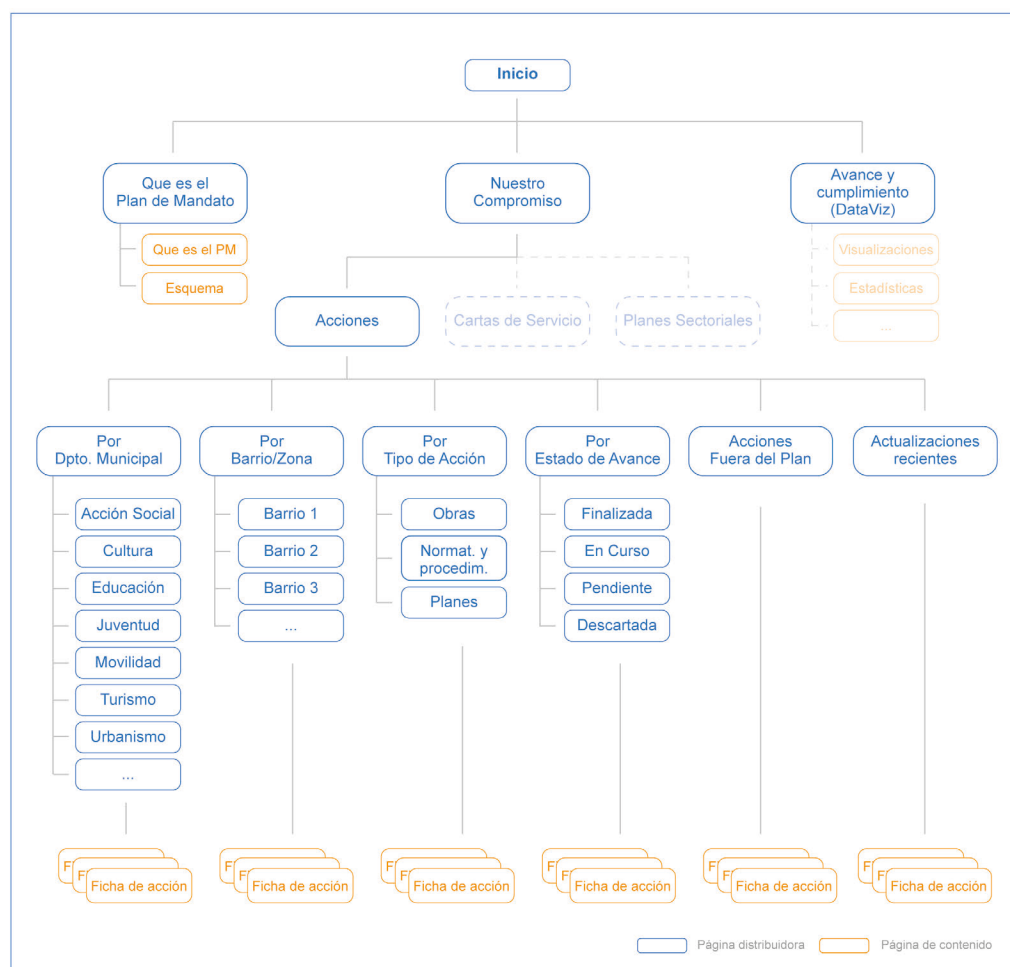 Inicio
Que es el
Plan de Mandato
Nuestro
Compromiso
Avance y
cumplimiento
(DataViz)
Que es el PM
Esquema
Visualizaciones
Estadísticas
...
Acciones
Cartas de Servicio
Planes Sectoriales
Por
Dpto. Municipal
Por
Barrio/Zona
Por
Tipo de Acción
Por
Estado de Avance
Acciones
Fuera del Plan
Actualizaciones
recientes
Acción Social
Cultura
Educación
Juventud
Movilidad
Turismo
Urbanismo
...
Barrio 1
Barrio 2
Barrio 3
...
Obras
Normat. y
procedim.
Planes
Finalizada
En Curso
Pendiente
Descartada
Ficha de acción
Ficha de acción
Ficha de acción
Ficha de acción
Ficha de acción
Ficha de acción
Página distribuidora
Página de contenido